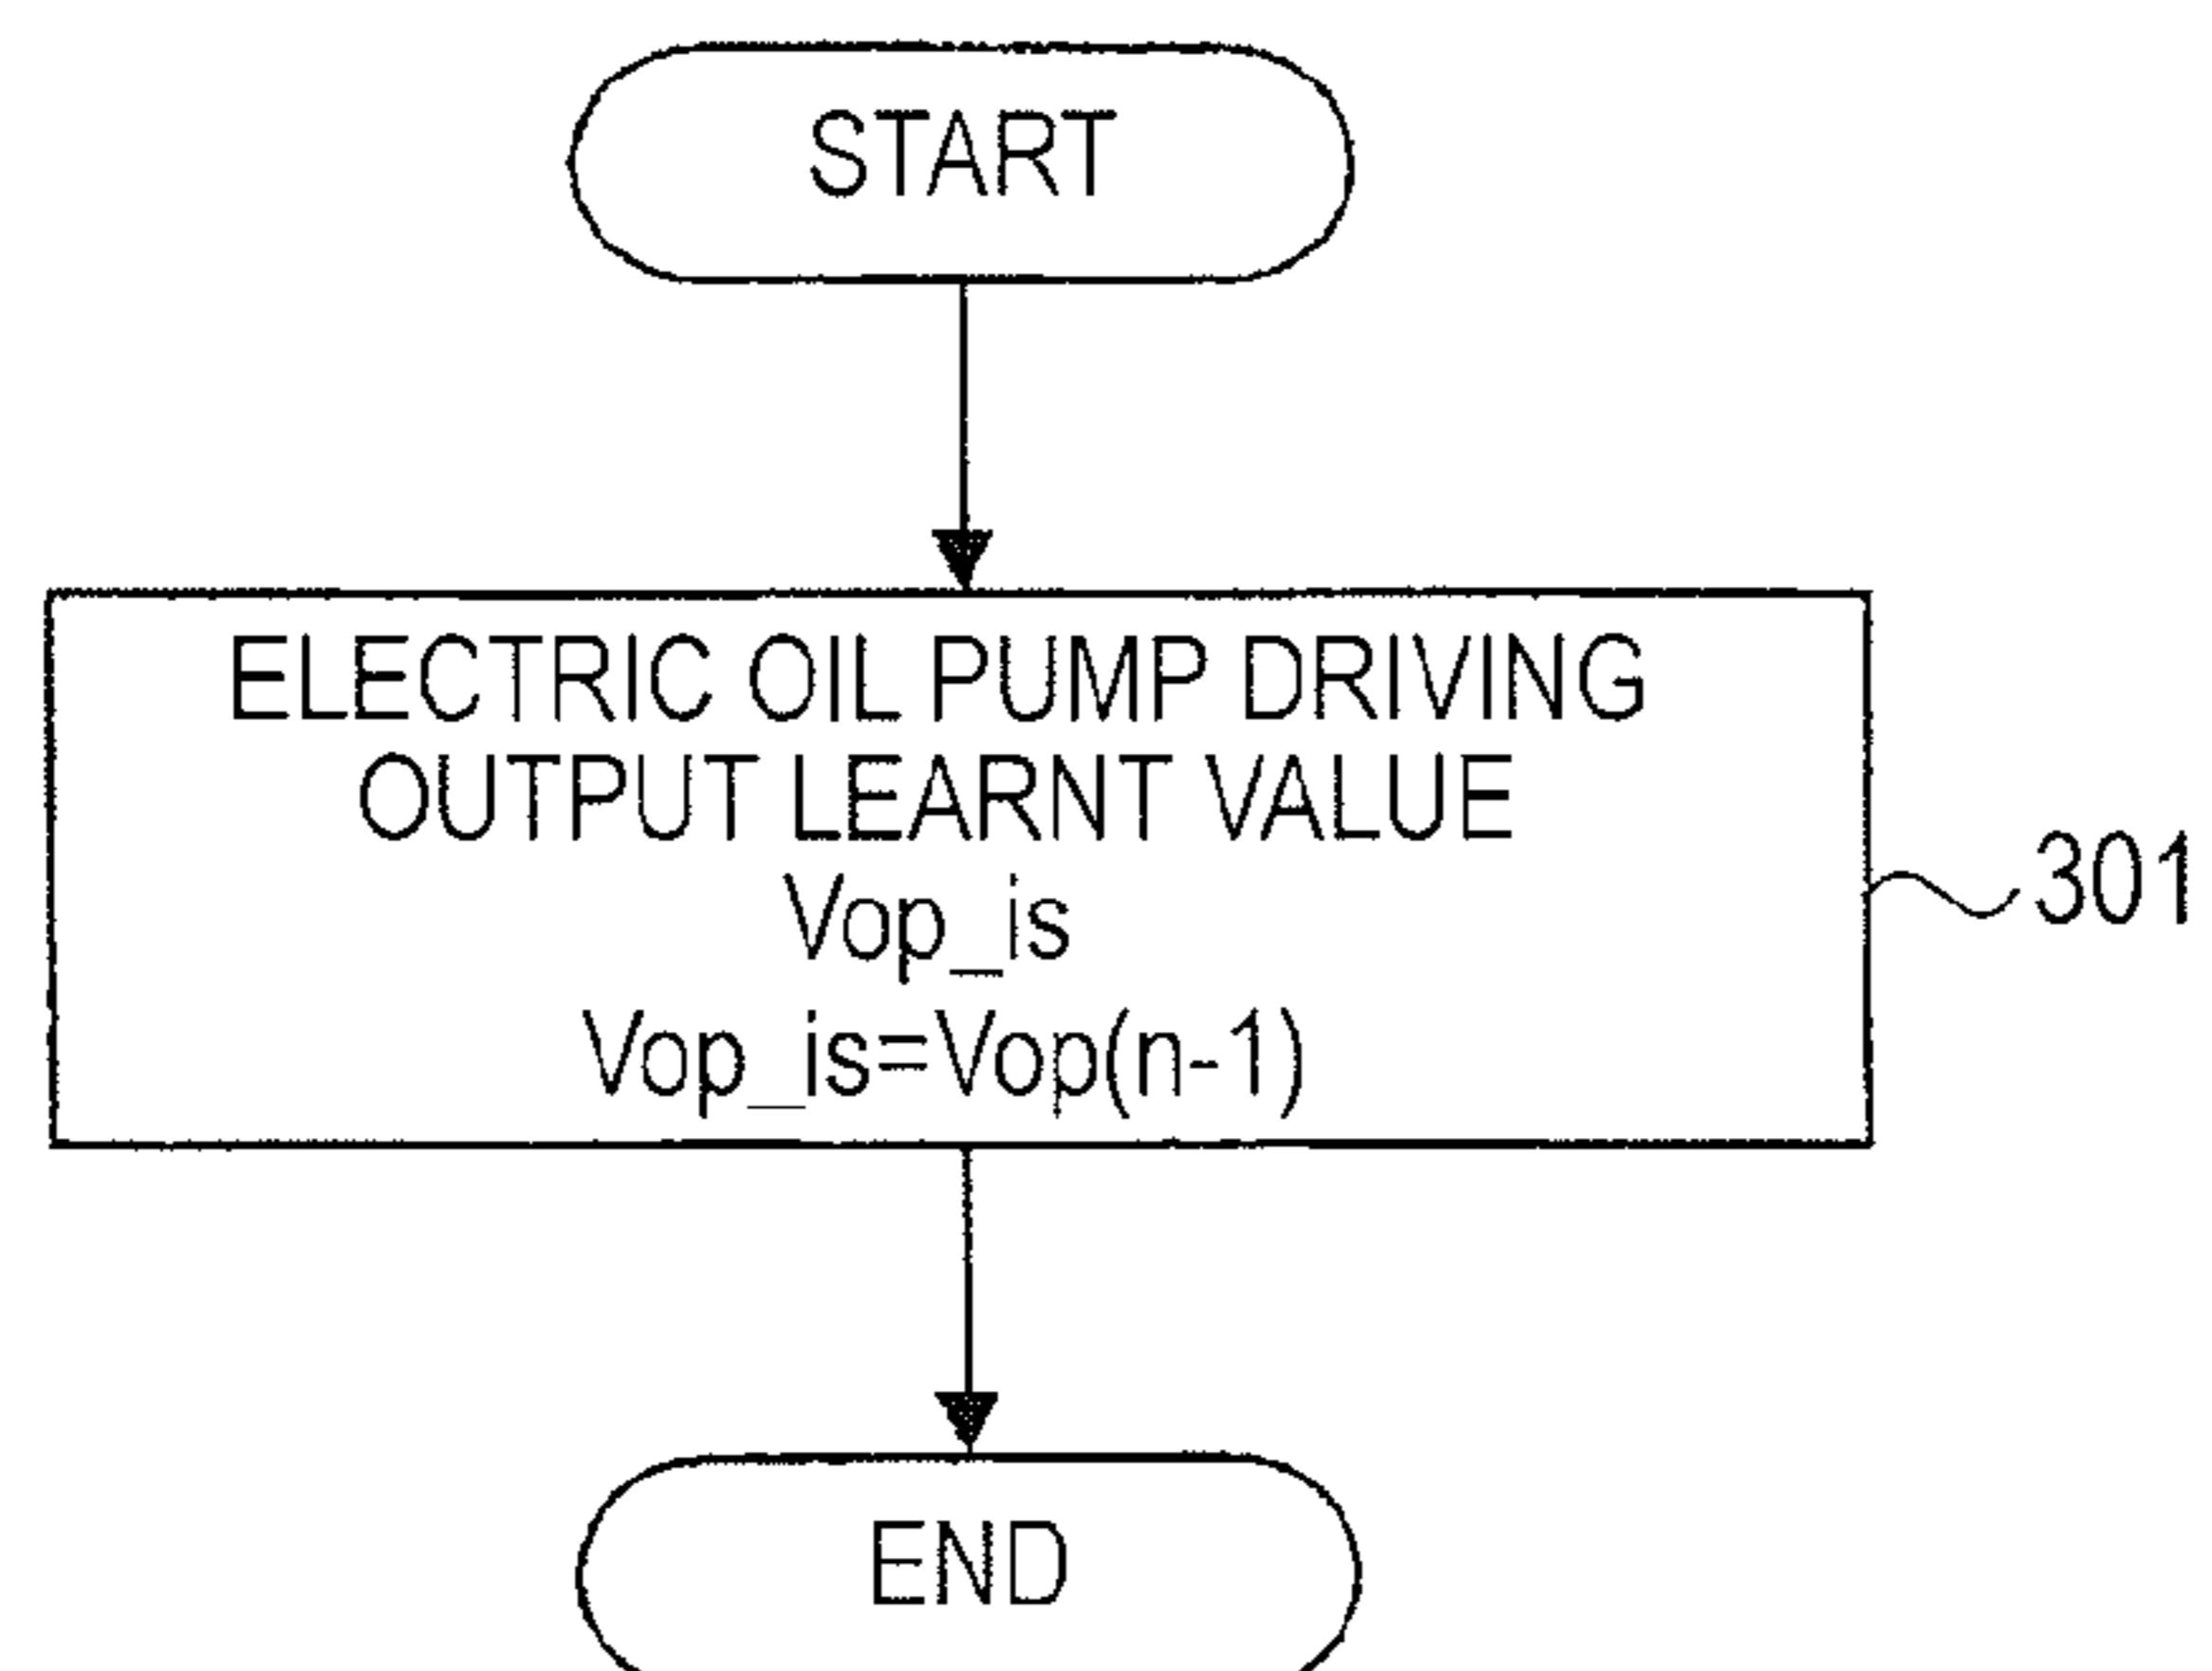 START
ELECTRIC OIL PUMP DRIVING
OUTPUT LEARNT VALUE
Vop_is
Vop_is=Vop(n-1)
301
END